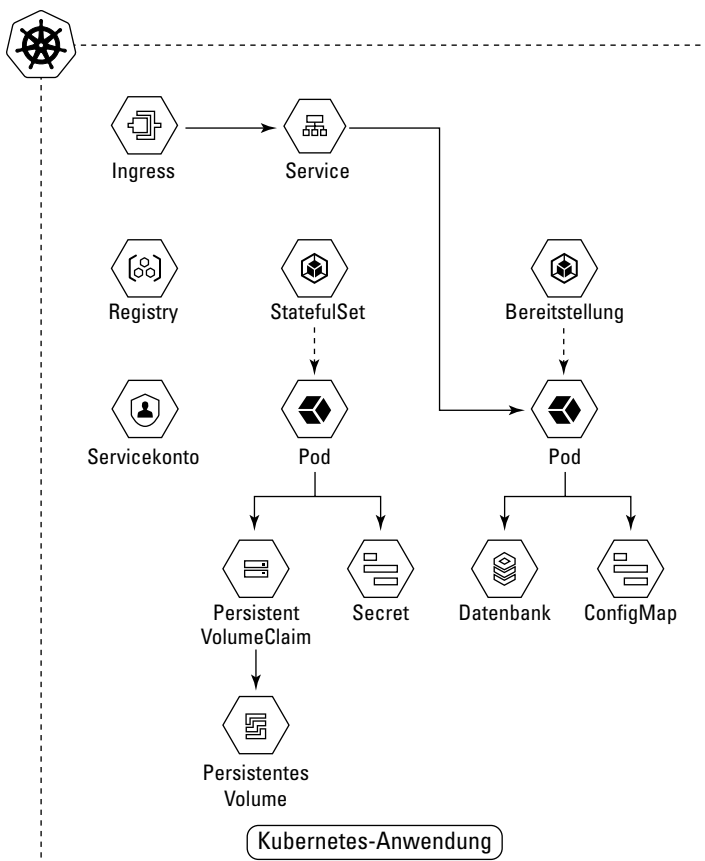 Ingress
Service
Registry
StatefulSet
Bereitstellung
Servicekonto
Pod
Pod
Persistent
VolumeClaim
Secret
Datenbank
ConfigMap
Persistentes
Volume
Kubernetes-Anwendung